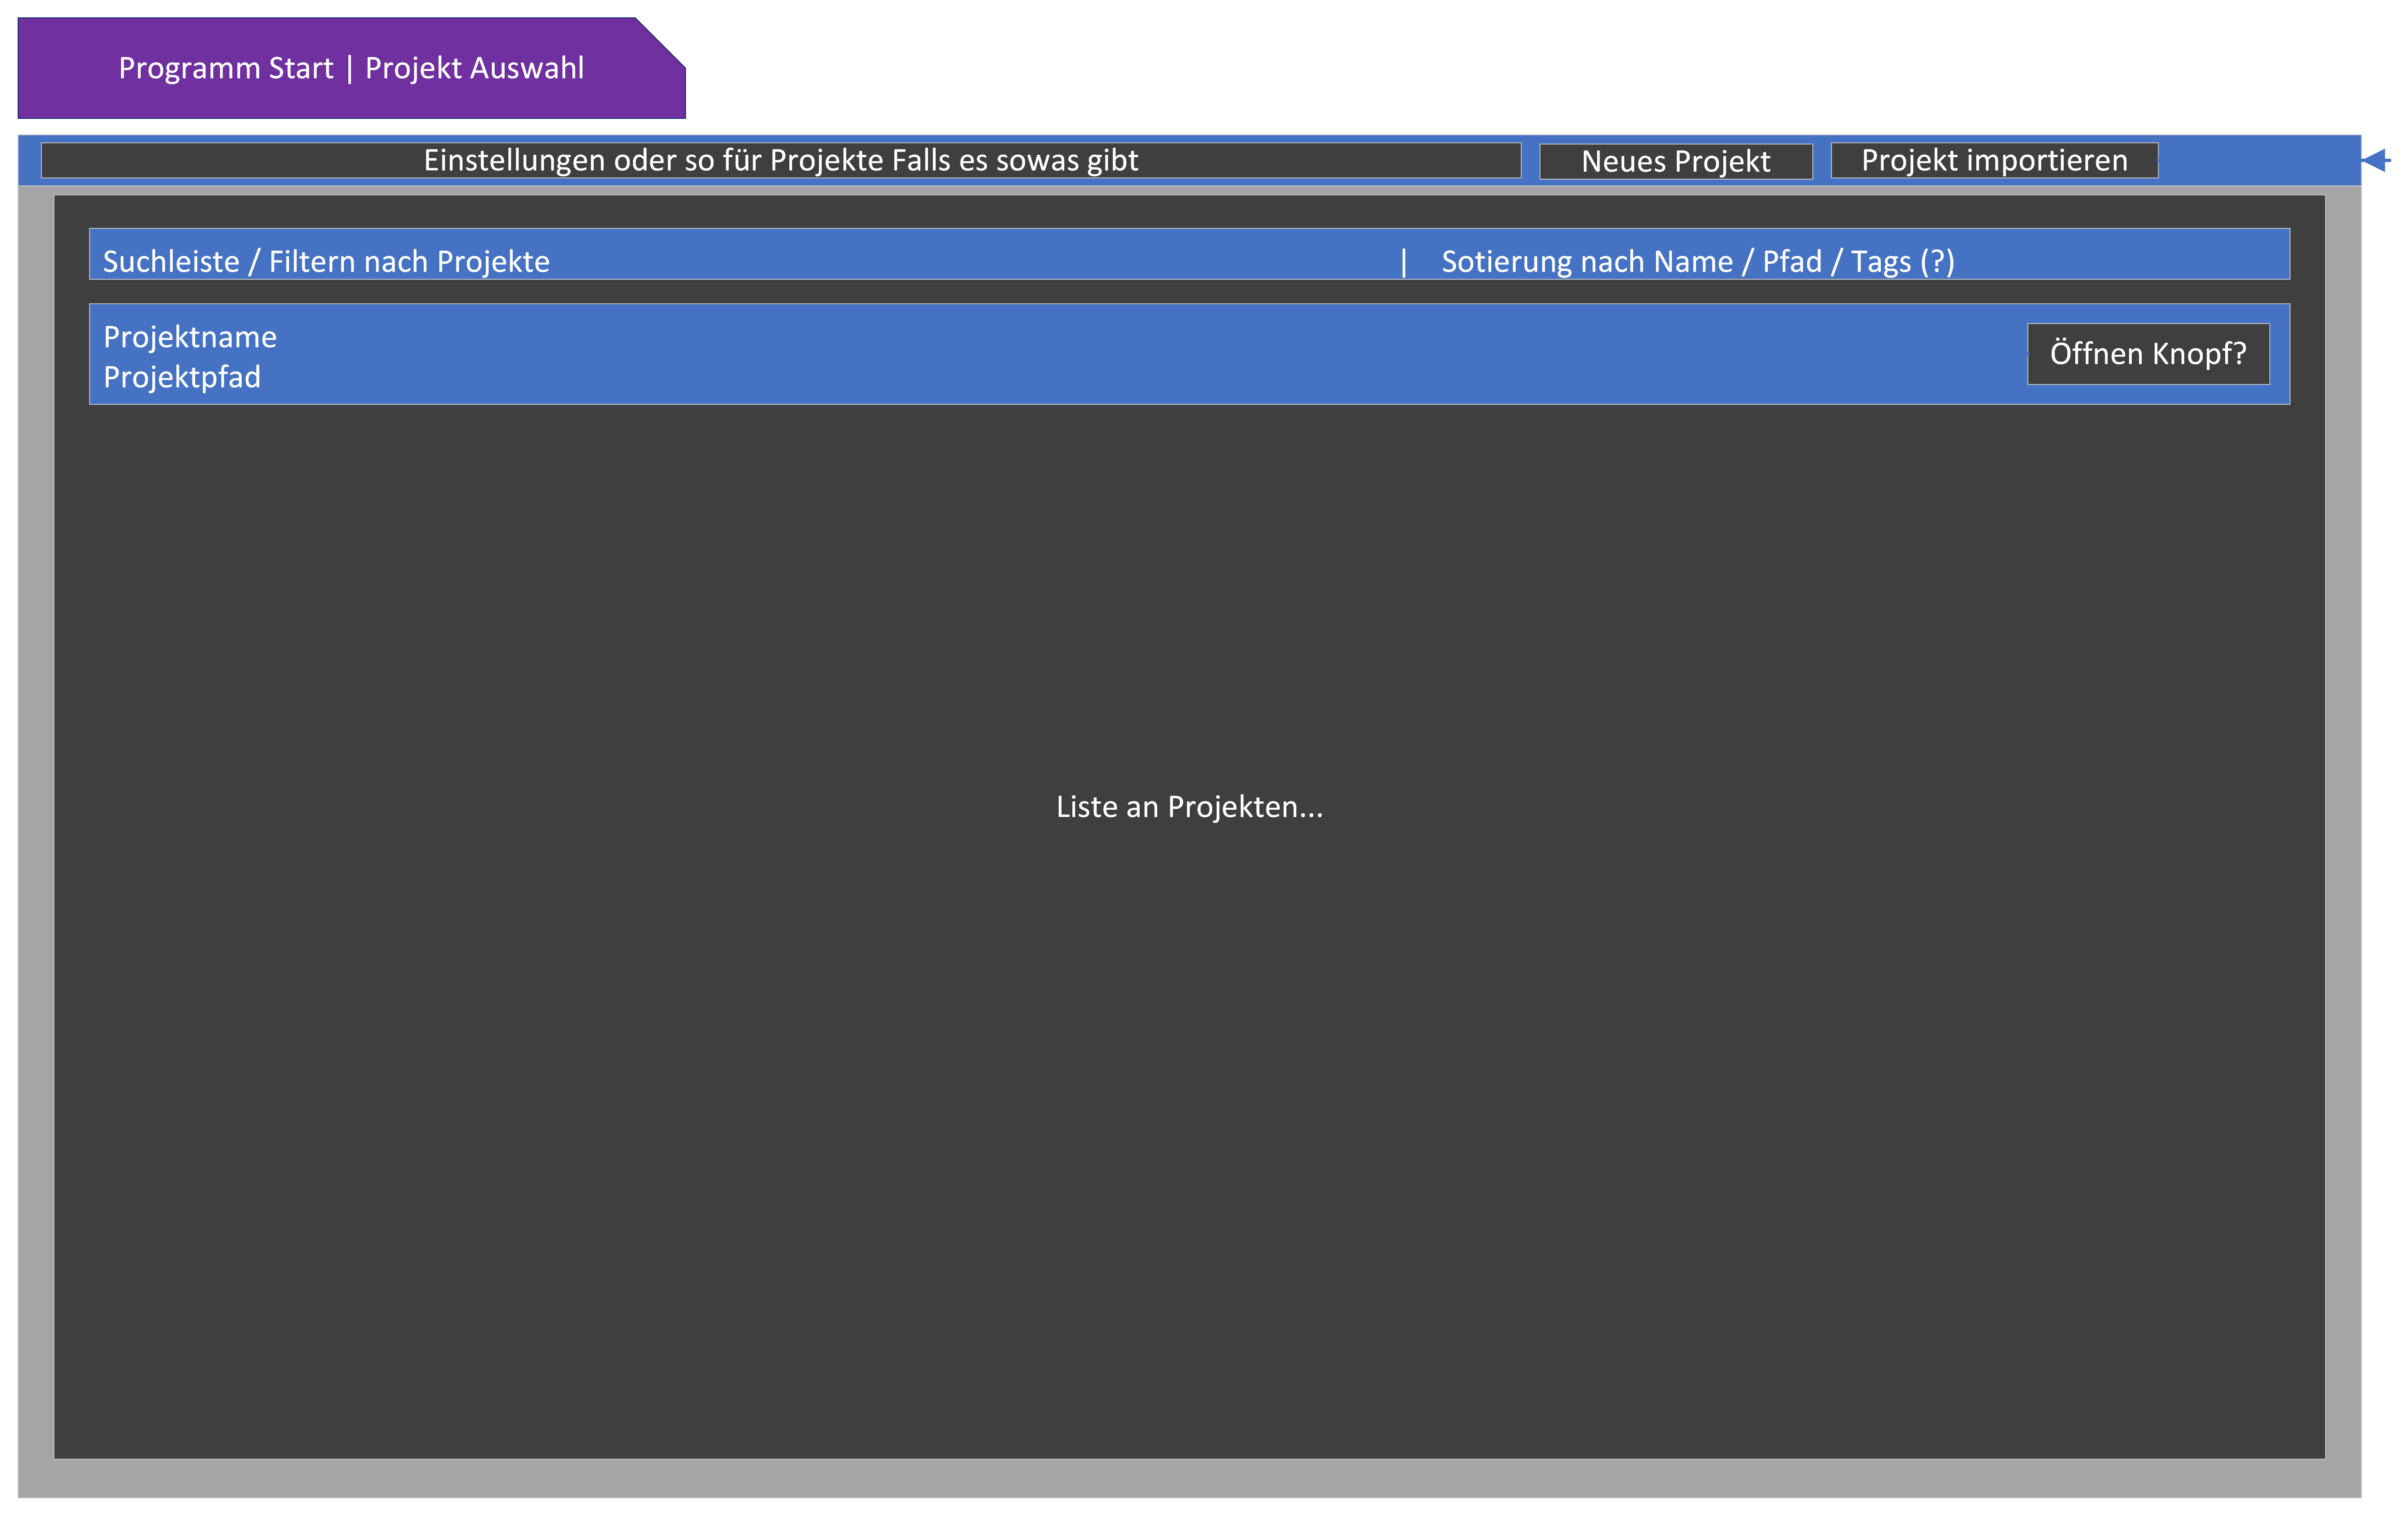 Programm Start | Projekt Auswahl
Einstellungen oder so für Projekte Falls es sowas gibt
Neues Projekt
Projekt importieren
Suchleiste / Filtern nach Projekte | Sotierung nach Name / Pfad / Tags (?)
Projektname
Projektpfad
Öffnen Knopf?
Liste an Projekten...